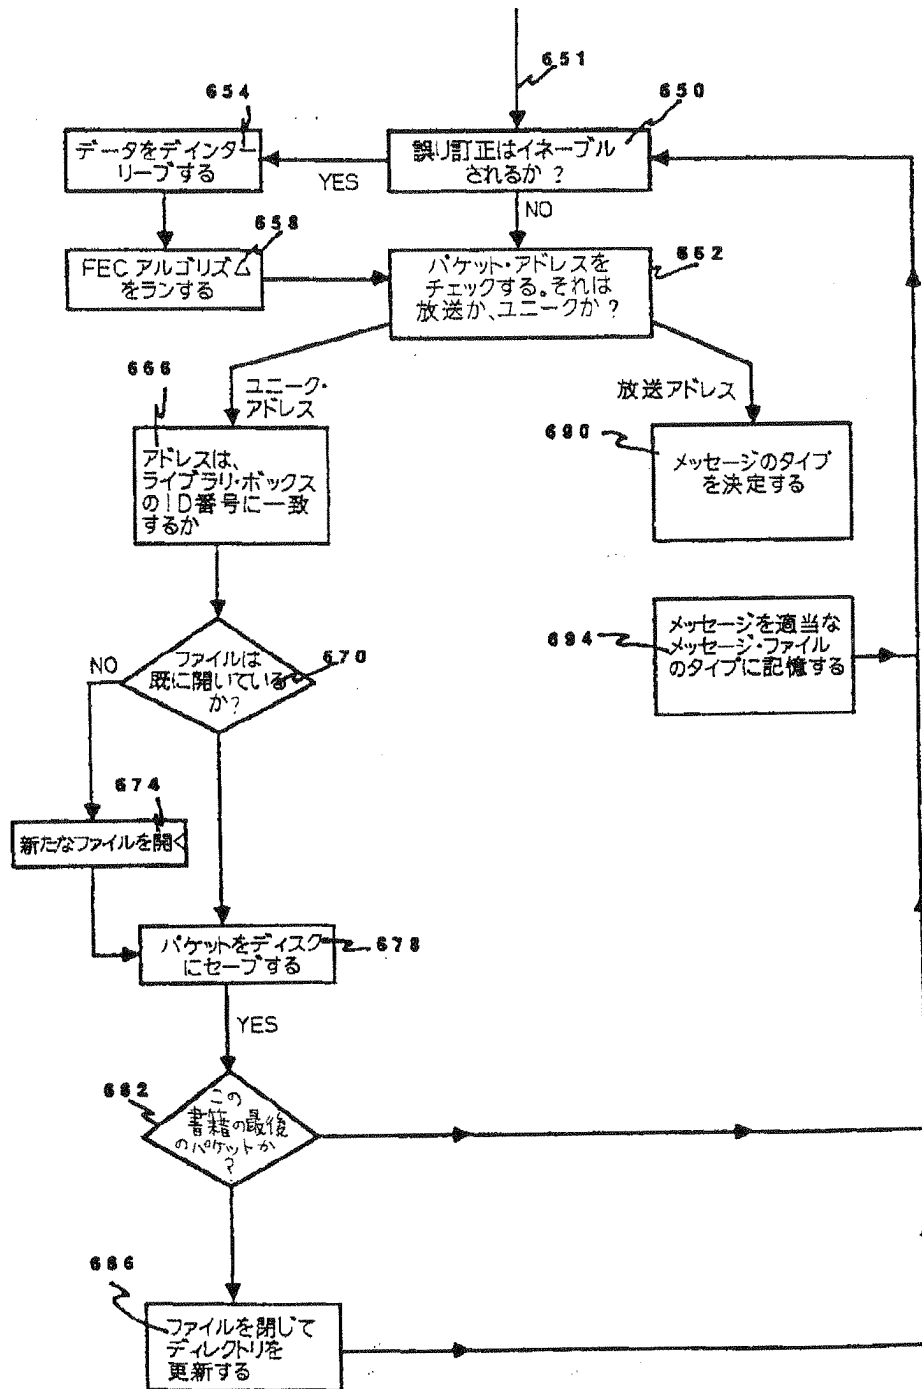 651
654
650
データをデインター
リーブする
YES
誤り訂正はイネーブル
されるか?
NO
658
FEC アルゴリズム
をランする
662
パケット・アドレスを
チェックする。それは
放送か、ユニークか?
666
ユニーク・
アドレス
放送アドレス
アドレスは、
ライブラリ・ボックス
のID番号に一致
するか
690
メッセージのタイプ
を決定する
NO
ファイルは
既に開いている
か?
670
694
メッセージを適当な
メッセージ・ファイル
のタイプに記憶する
674
新たなファイルを開く
パケットをディスク
にセーブする
678
YES
682
この
書籍の最後
のパケットか
?
686
ファイルを閉じて
ディレクトリを
更新する